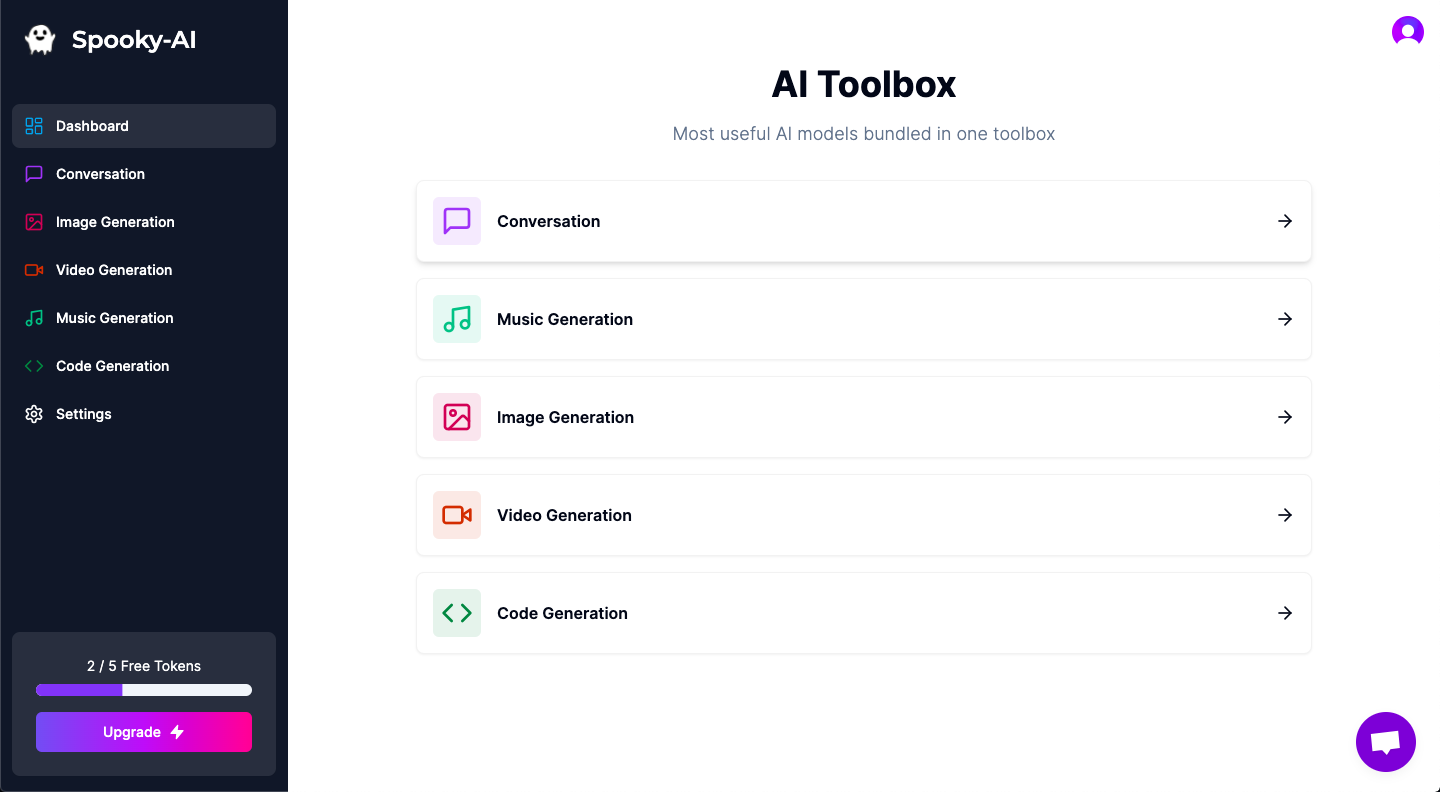 Spooky-AI
Dashboard
Conversation
Image Generation
Video Generation
Music Generation
Code Generation
Settings
2 / 5 Free Tokens
Upgrade
AI Toolbox
Most useful AI models bundled in one toolbox
Conversation
Music Generation
Image Generation
Video Generation
Code Generation